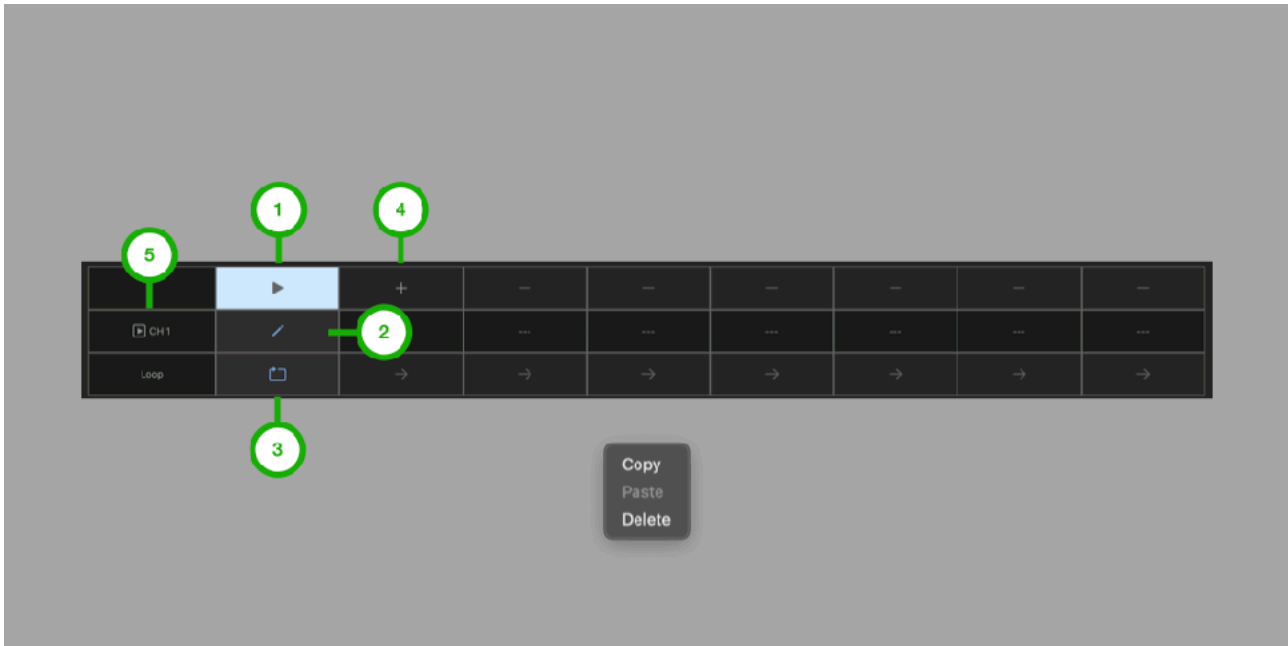 1
4
5
+ — — — — — —
CH1
2
--- --- --- --- --- ---
Loop
→ → → → → → →
3
Copy
Paste
Delete